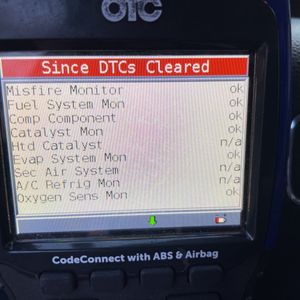 OTC
Since DTCs Cleared
Misfire Monitor ok
Fuel System Mon ok
Comp Component ok
Catalyst Mon ok
Htd Catalyst n/a
Evap System Mon ok
Sec Air System n/a
A/C Refrig Mon n/a
Oxygen Sens Mon ok
CodeConnect with ABS & Airbag